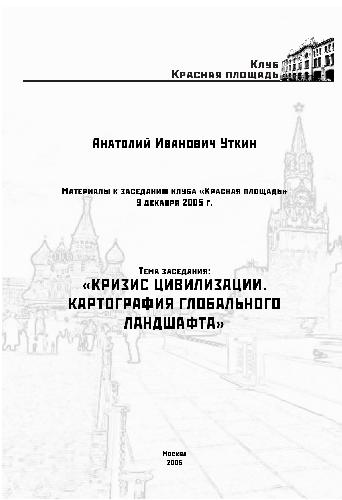 Клуб
Красная площадь
Анатолий Иванович Уткин
Материалы к заседанию клуба «Красная площадь»
9 декабря 2005 г.
Тема заседания:
«КРИЗИС ЦИВИЛИЗАЦИИ.
КАРТОГРАФИЯ ГЛОБАЛЬНОГО
ЛАНДШАФТА»
Москва
2006